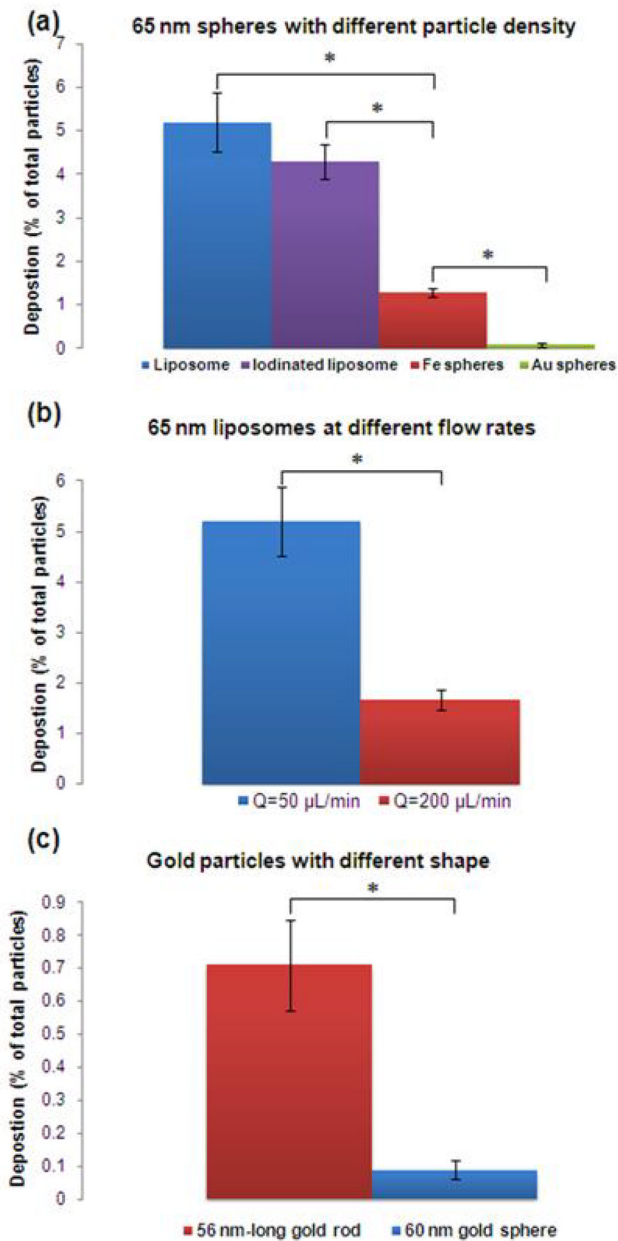 (a)
65 nm spheres with different particle density
Depostion (% of total particles)
7
6
5
4
3
2
1
0
*
*
*
Liposome Iodinated liposome Fe spheres Au spheres
(b)
65 nm liposomes at different flow rates
Depostion (% of total particles)
6
5
4
3
2
1
0
*
Q=50 µL/min Q=200 µL/min
(c)
Gold particles with different shape
Depostion (% of total particles)
0.9
0.8
0.7
0.6
0.5
0.4
0.3
0.2
0.1
0
*
56 nm-long gold rod 60 nm gold sphere